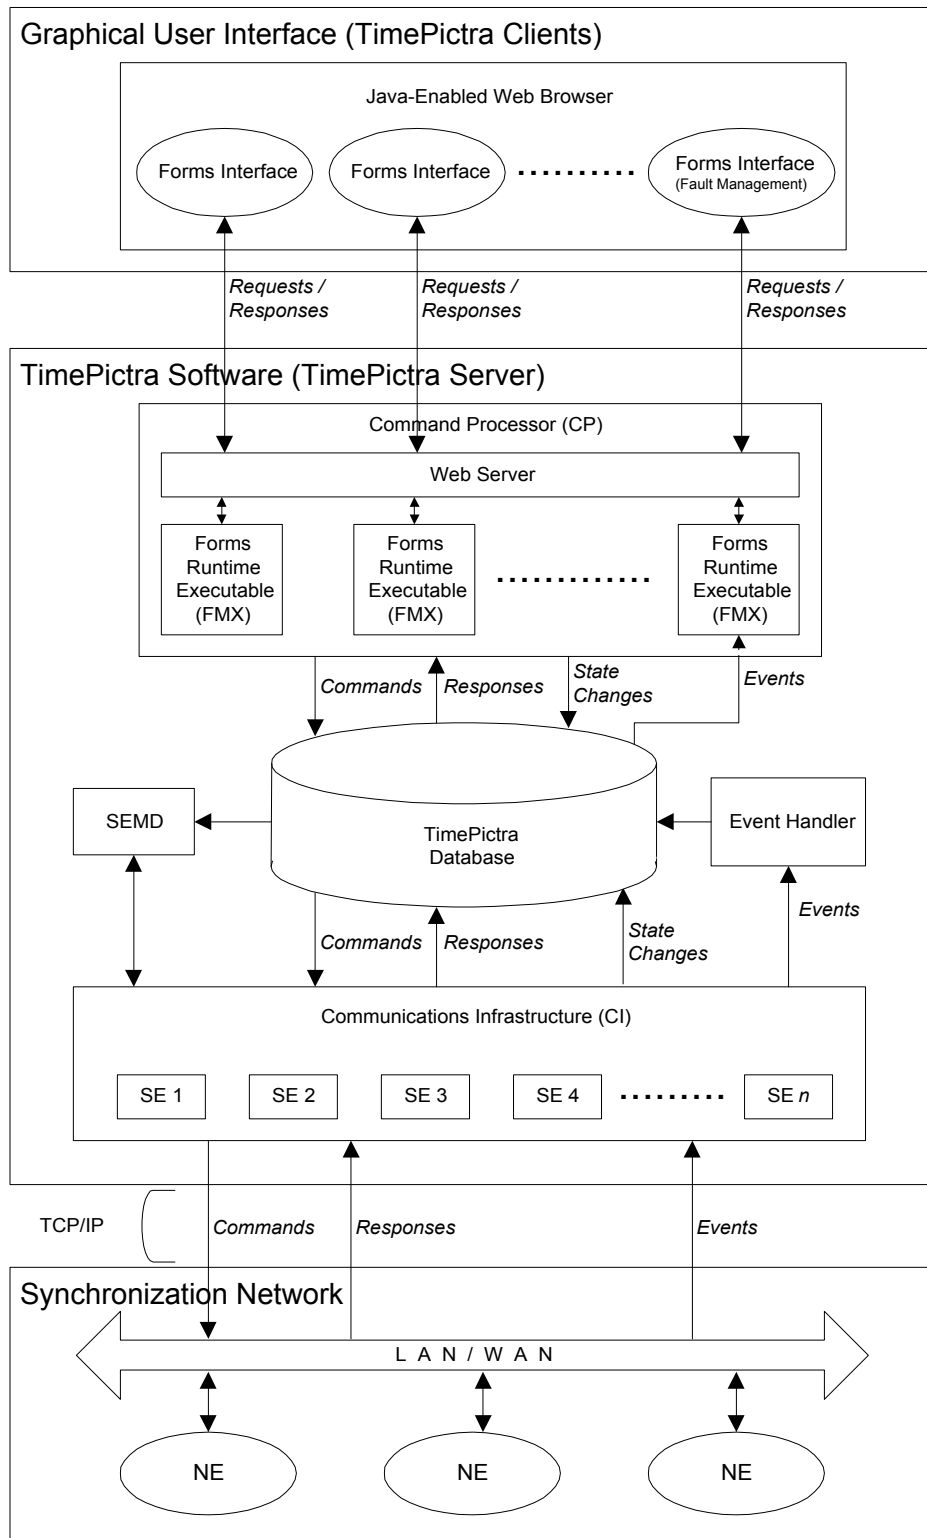 Graphical User Interface (TimePictra Clients)
Java-Enabled Web Browser
Forms Interface
Forms Interface
Forms Interface
(Fault Management)
Requests /
Responses
Requests /
Responses
Requests /
Responses
TimePictra Software (TimePictra Server)
Command Processor (CP)
Web Server
Forms
Runtime
Executable
(FMX)
Forms
Runtime
Executable
(FMX)
Forms
Runtime
Executable
(FMX)
Commands
Responses
State
Changes
Events
SEMD
TimePictra
Database
Event Handler
Commands
Responses
State
Changes
Events
Communications Infrastructure (CI)
SE 1
SE 2
SE 3
SE 4
SE n
TCP/IP
Commands
Responses
Events
Synchronization Network
L A N / W A N
NE
NE
NE